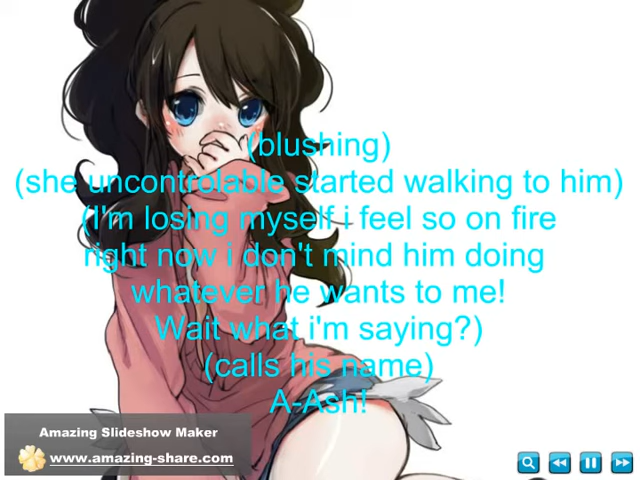 (blushing)
(she uncontrolable started walking to him)
(I'm losing myself i feel so on fire
right now i don't mind him doing
whatever he wants to me!
Wait what i'm saying?)
(calls his name)
A-Ash!
Amazing Slideshow Maker
www.amazing-share.com